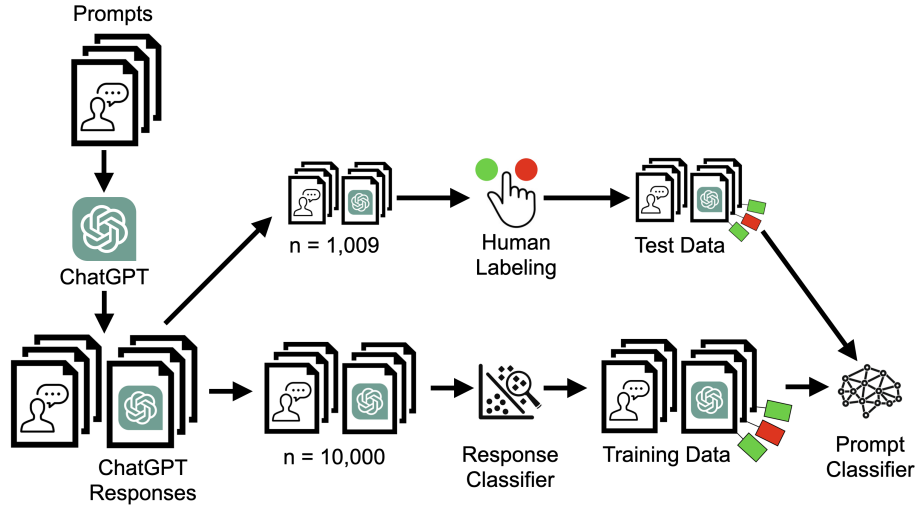 Prompts
ChatGPT
ChatGPT
Responses
n = 1,009
Human
Labeling
Test Data
n = 10,000
Response
Classifier
Training Data
Prompt
Classifier